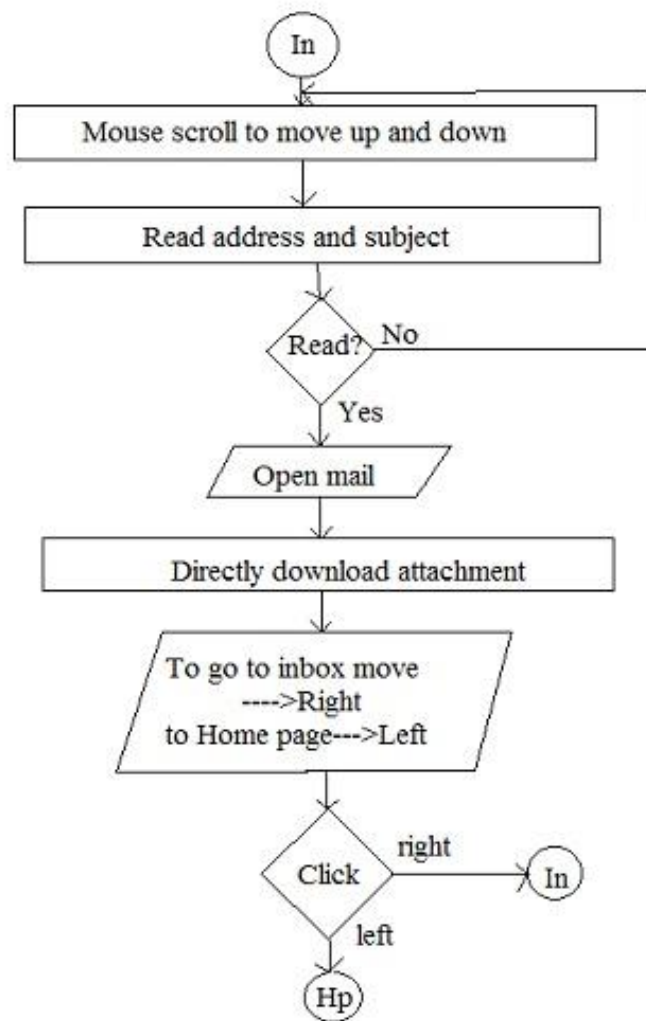 In
Mouse scroll to move up and down
Read address and subject
Read?
No
Yes
Open mail
Directly download attachment
To go to inbox move
---->Right
to Home page--->Left
Click
right
In
left
Hp